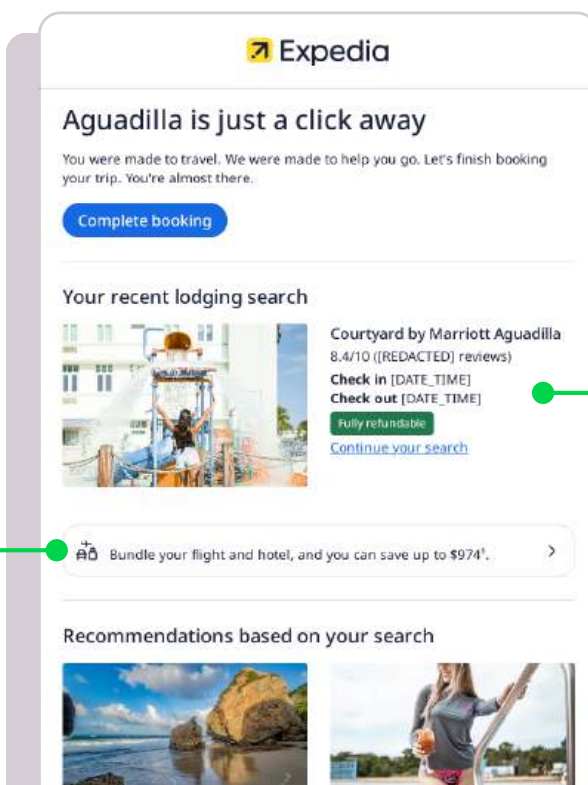 Expedia
Aguadilla is just a click away
You were made to travel. We were made to help you go. Let's finish booking
your trip. You're almost there.
Complete booking
Your recent lodging search
Courtyard by Marriott Aguadilla
8.4/10 ([REDACTED] reviews)
Check in [DATE_TIME]
Check out [DATE_TIME]
Fully refundable
Continue your search
Bundle your flight and hotel, and you can save up to $974¹.
Recommendations based on your search